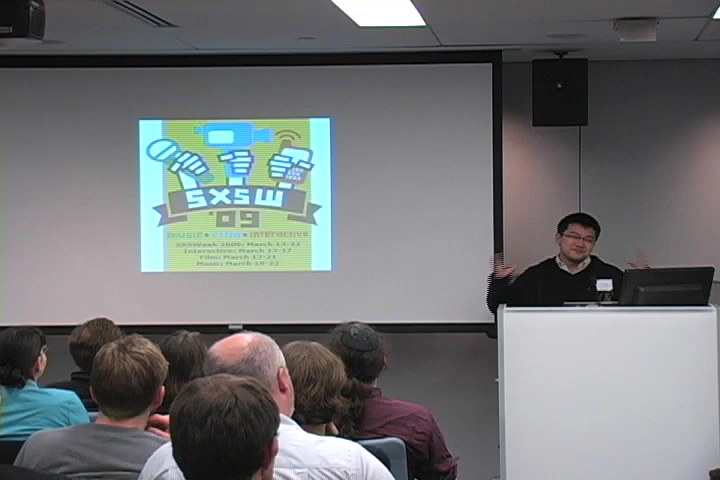 SXSW
'09
music • film • interactive
SXSWeek 2009: March 13-22
Interactive: March 13-17
Film: March 13-21
Music: March 18-22